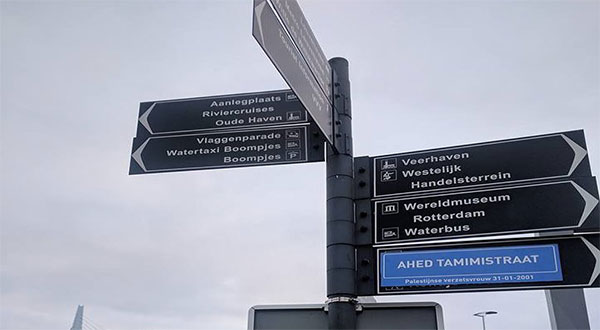 Aanlegplaats
Riviercruises
Oude Haven
Vlaggenparade
Watertaxi Boompjes
Boompjes
Veerhaven
Westelijk
Handelsterrein
Wereldmuseum
Rotterdam
Waterbus
AHED TAMIMISTRAAT
Palestijnse verzetsvrouw 31-01-2001